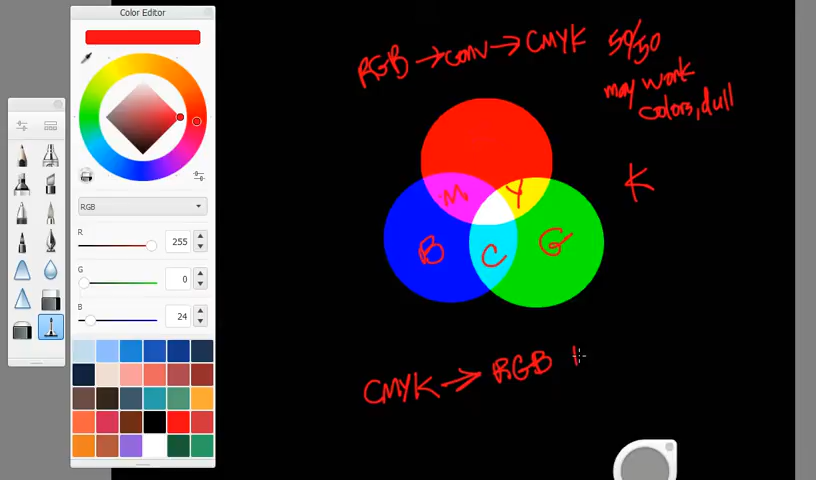 Color Editor
RGB
R 255
G 0
B 24
RGB → conv → CMYK 50/50
may work
colors, dull
M Y
K
B C G
CMYK → RGB